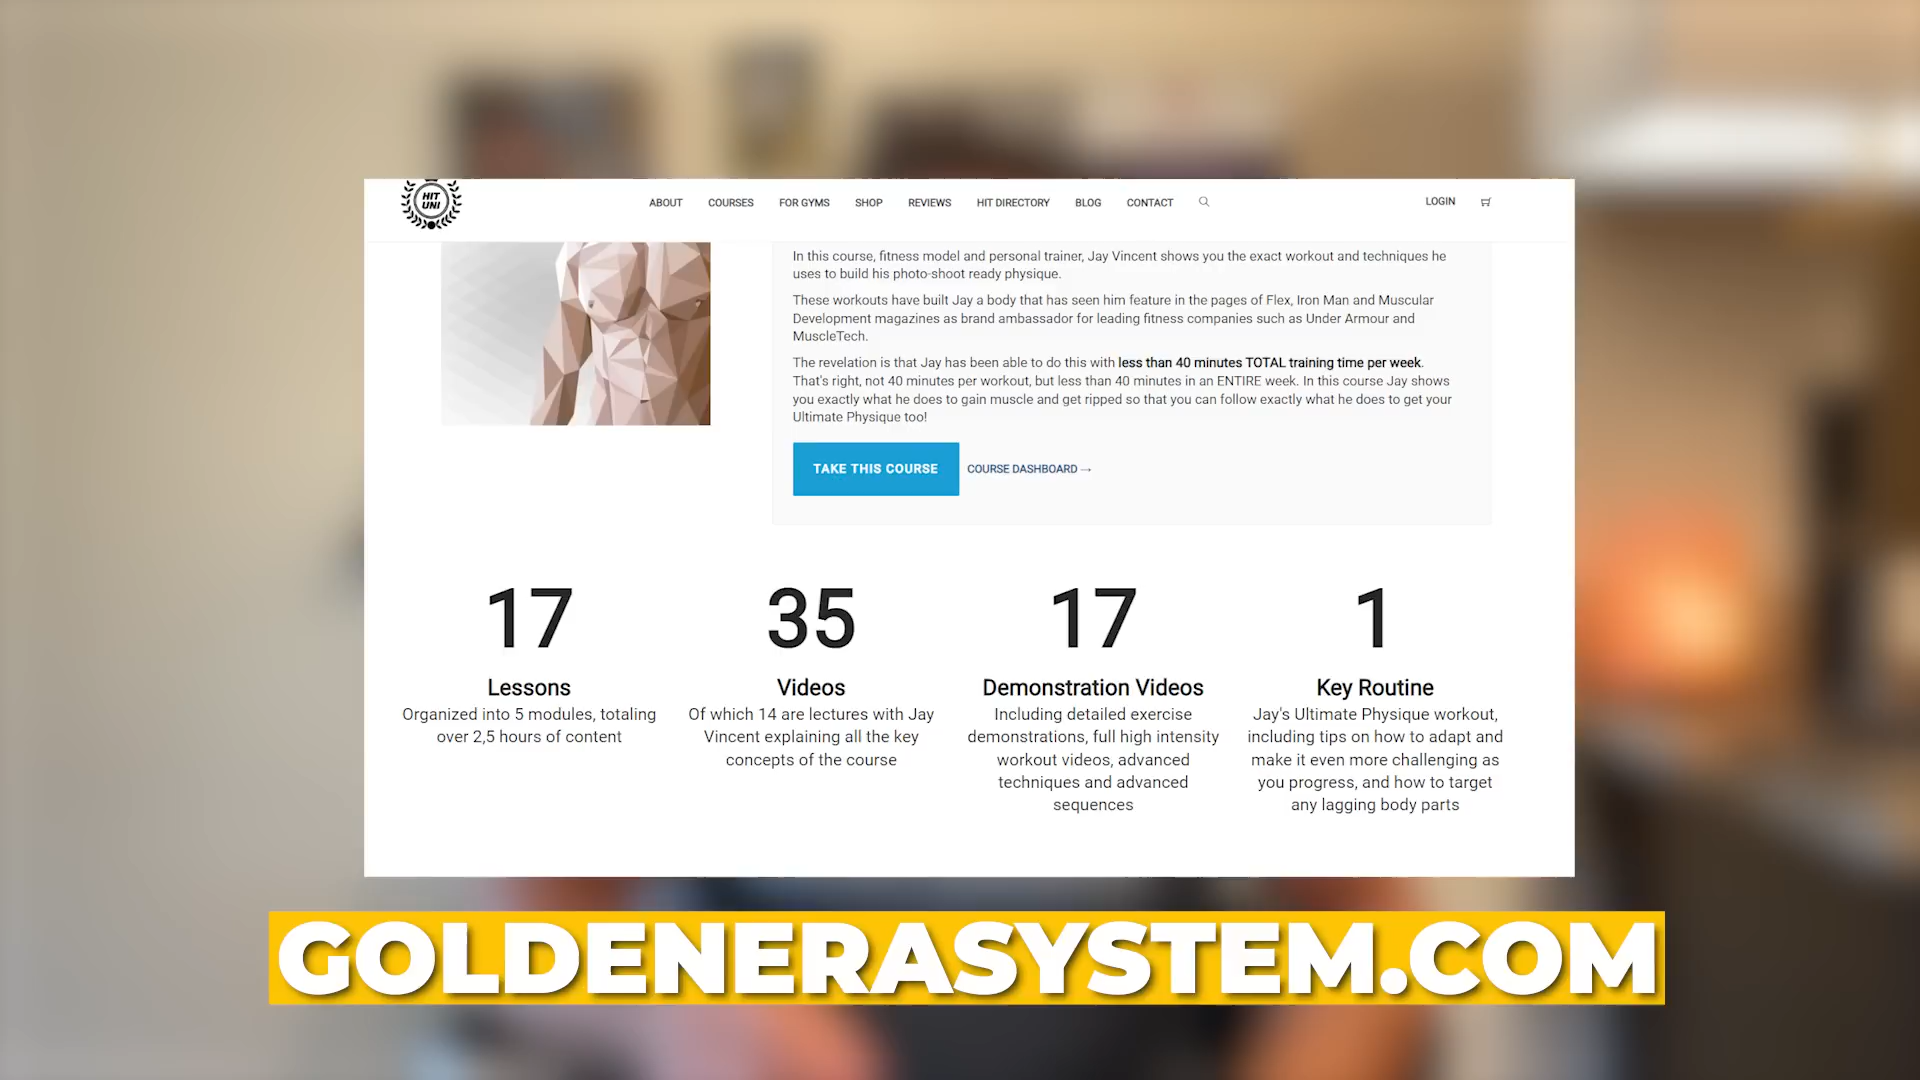 HIT
UNI
ABOUT COURSES FOR GYMS SHOP REVIEWS HIT DIRECTORY BLOG CONTACT LOGIN
In this course, fitness model and personal trainer, Jay Vincent shows you the exact workout and techniques he
uses to build his photo-shoot ready physique.
These workouts have built Jay a body that has seen him feature in the pages of Flex, Iron Man and Muscular
Development magazines as brand ambassador for leading fitness companies such as Under Armour and
MuscleTech.
The revelation is that Jay has been able to do this with less than 40 minutes TOTAL training time per week.
That's right, not 40 minutes per workout, but less than 40 minutes in an ENTIRE week. In this course Jay shows
you exactly what he does to gain muscle and get ripped so that you can follow exactly what he does to get your
Ultimate Physique too!
TAKE THIS COURSE COURSE DASHBOARD →
17
Lessons
Organized into 5 modules, totaling
over 2,5 hours of content
35
Videos
Of which 14 are lectures with Jay
Vincent explaining all the key
concepts of the course
17
Demonstration Videos
Including detailed exercise
demonstrations, full high intensity
workout videos, advanced
techniques and advanced
sequences
1
Key Routine
Jay's Ultimate Physique workout,
including tips on how to adapt and
make it even more challenging as
you progress, and how to target
any lagging body parts
GOLDENERASYSTEM.COM